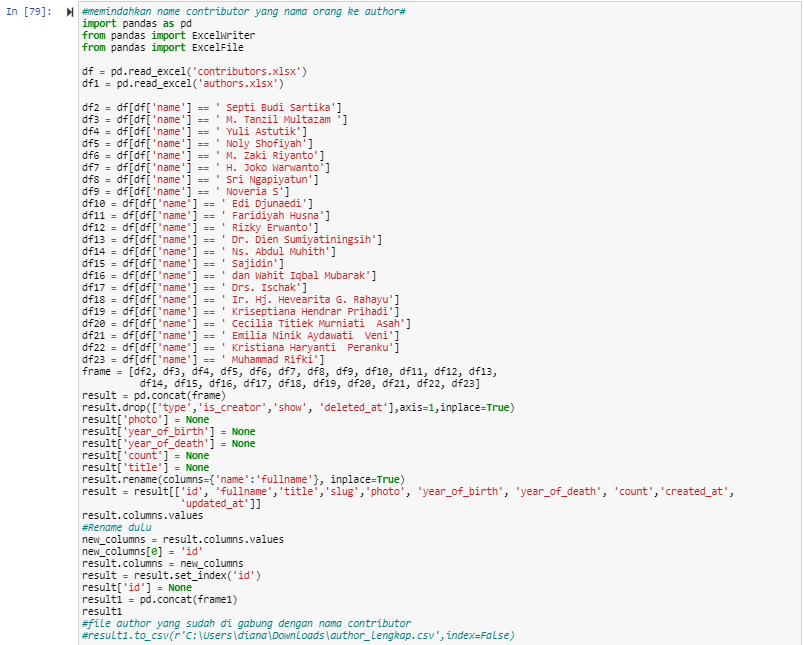 In [79]:
#memindahkan name contributor yang nama orang ke author#
import pandas as pd
from pandas import ExcelWriter
from pandas import ExcelFile
df = pd.read_excel('contributors.xlsx')
df1 = pd.read_excel('authors.xlsx')
df2 = df[df['name'] == ' Septi Budi Sartika']
df3 = df[df['name'] == ' M. Tanzil Multazam ']
df4 = df[df['name'] == ' Yuli Astutik']
df5 = df[df['name'] == ' Noly Shofiyah']
df6 = df[df['name'] == ' M. Zaki Riyanto']
df7 = df[df['name'] == ' H. Joko Warwanto']
df8 = df[df['name'] == ' Sri Ngapiyatun']
df9 = df[df['name'] == ' Noveria S']
df10 = df[df['name'] == ' Edi Djunaedi']
df11 = df[df['name'] == ' Faridiyah Husna']
df12 = df[df['name'] == ' Rizky Erwanto']
df13 = df[df['name'] == ' Dr. Dien Sumiyatiningsih']
df14 = df[df['name'] == ' Ns. Abdul Muhith']
df15 = df[df['name'] == ' Sajidin']
df16 = df[df['name'] == ' dan Wahit Iqbal Mubarak']
df17 = df[df['name'] == ' Drs. Ischak']
df18 = df[df['name'] == ' Ir. Hj. Hevearita G. Rahayu']
df19 = df[df['name'] == ' Kriseptiana Hendrar Prihadi']
df20 = df[df['name'] == ' Cecilia Titiek Murniati  Asah']
df21 = df[df['name'] == ' Emilia Ninik Aydawati  Veni']
df22 = df[df['name'] == ' Kristiana Haryanti  Peranku']
df23 = df[df['name'] == ' Muhammad Rifki']
frame = [df2, df3, df4, df5, df6, df7, df8, df9, df10, df11, df12, df13,
df14, df15, df16, df17, df18, df19, df20, df21, df22, df23]
result = pd.concat(frame)
result.drop(['type','is_creator','show', 'deleted_at'],axis=1,inplace=True)
result['photo'] = None
result['year_of_birth'] = None
result['year_of_death'] = None
result['count'] = None
result['title'] = None
result.rename(columns={'name':'fullname'}, inplace=True)
result = result[['id', 'fullname','title','slug','photo', 'year_of_birth', 'year_of_death', 'count','created_at',
'updated_at']]
result.columns.values
#Rename dulu
new_columns = result.columns.values
new_columns[0] = 'id'
result.columns = new_columns
result = result.set_index('id')
result['id'] = None
result1 = pd.concat(frame1)
result1
#file author yang sudah di gabung dengan nama contributor
#result1.to_csv(r'C:\Users\diana\Downloads\author_lengkap.csv',index=False)